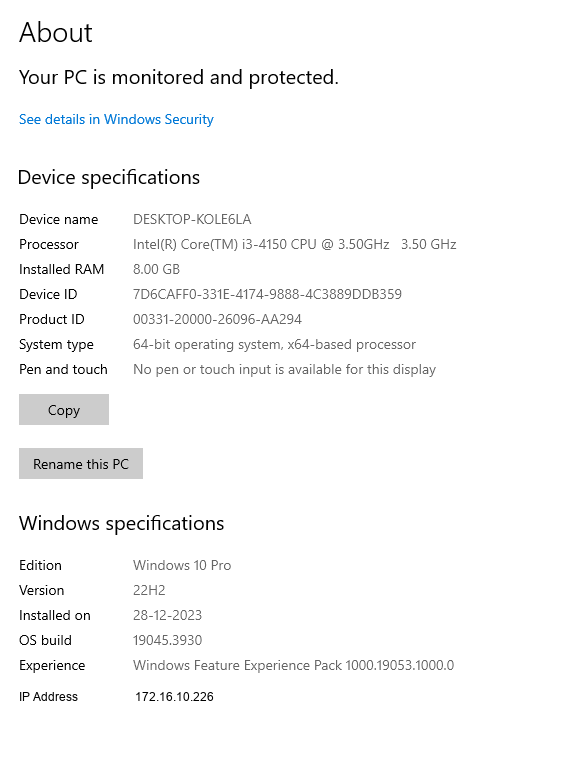 About
Your PC is monitored and protected.
See details in Windows Security
Device specifications
Device name DESKTOP-KOLE6LA
Processor Intel(R) Core(TM) i3-4150 CPU @ 3.50GHz 3.50 GHz
Installed RAM 8.00 GB
Device ID 7D6CAFF0-331E-4174-9888-4C3889DDB359
Product ID 00331-20000-26096-AA294
System type 64-bit operating system, x64-based processor
Pen and touch No pen or touch input is available for this display
Copy
Rename this PC
Windows specifications
Edition Windows 10 Pro
Version 22H2
Installed on 28-12-2023
OS build 19045.3930
Experience Windows Feature Experience Pack 1000.19053.1000.0
IP Address 172.16.10.226